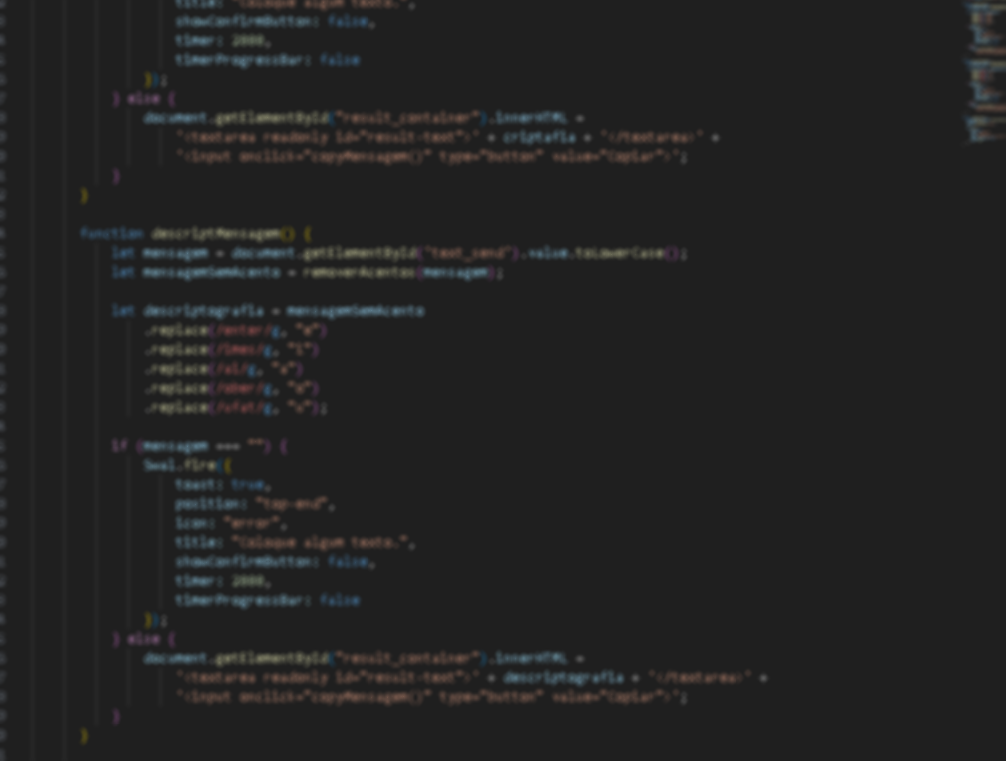 title: "Coloque algum texto.",
showConfirmButton: false,
timer: 2000,
timerProgressBar: false
});
} else {
document.getElementById("result_container").innerHTML =
'<textarea readonly id="result-text">' + criptafia + '</textarea>' +
'<input onclick="copyMensagem()" type="button" value="Copiar">';
}
}
function descriptMensagem() {
let mensagem = document.getElementById("text_send").value.toLowerCase();
let mensagemSemAcento = removerAcentos(mensagem);
let descriptografia = mensagemSemAcento
.replace(/enter/g, "e")
.replace(/imes/g, "i")
.replace(/ai/g, "a")
.replace(/ober/g, "o")
.replace(/ufat/g, "u");
if (mensagem === "") {
Swal.fire({
toast: true,
position: "top-end",
icon: "error",
title: "Coloque algum texto.",
showConfirmButton: false,
timer: 2000,
timerProgressBar: false
});
} else {
document.getElementById("result_container").innerHTML =
'<textarea readonly id="result-text">' + descriptografia + '</textarea>' +
'<input onclick="copyMensagem()" type="button" value="Copiar">';
}
}